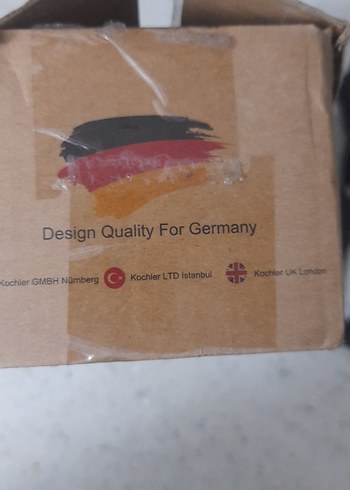 Design Quality For Germany
Kochler GMBH Nürnberg Kochler LTD Istanbul Kochler UK London